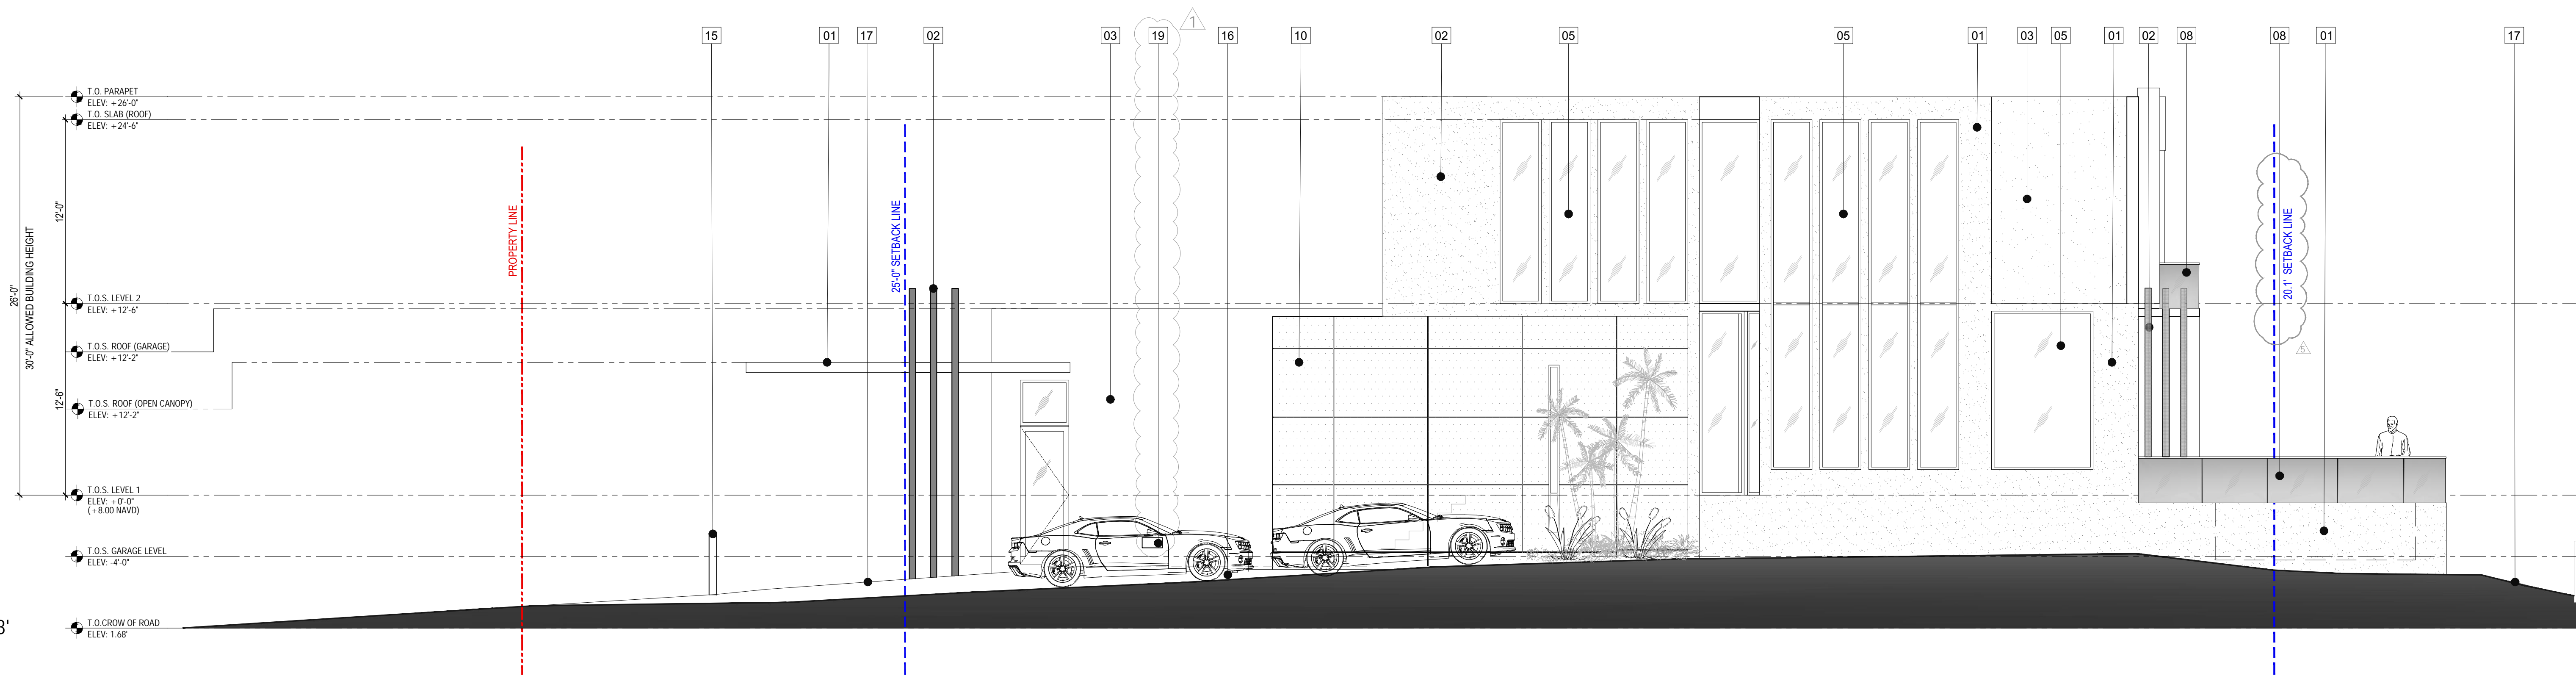 15
01
17
02
03
19
1
16
10
02
05
05
01
03
05
01
02
08
08
01
17
T.O. PARAPET
ELEV: +26'-0"
T.O. SLAB (ROOF)
ELEV: +24'-6"
12'-0"
26'-0"
30'-0" ALLOWED BUILDING HEIGHT
PROPERTY LINE
25'-0" SETBACK LINE
20.1' SETBACK LINE
5
T.O.S. LEVEL 2
ELEV: +12'-6"
T.O.S. ROOF (GARAGE)
ELEV: +12'-2"
12'-6"
T.O.S. ROOF (OPEN CANOPY)
ELEV: +12'-2"
T.O.S. LEVEL 1
ELEV: +0'-0"
(+8.00 NAVD)
T.O.S. GARAGE LEVEL
ELEV: -4'-0"
T.O.CROW OF ROAD
ELEV: 1.68'